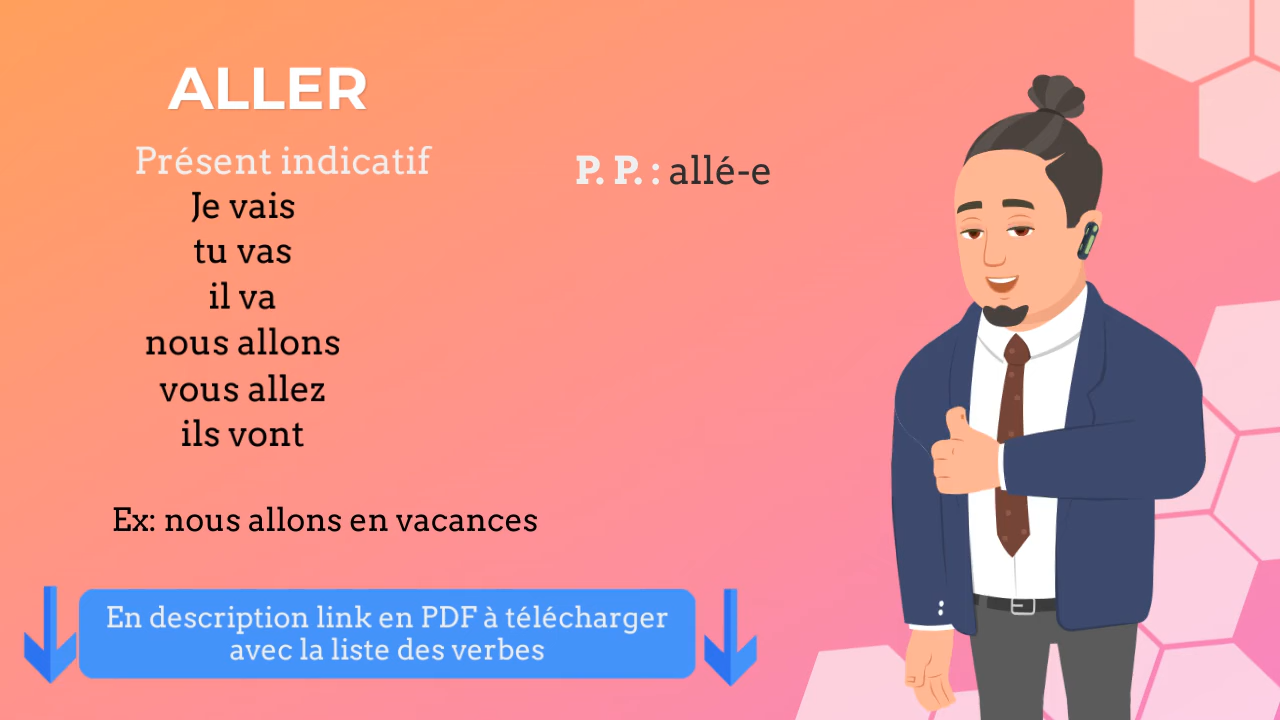 ALLER
Présent indicatif
Je vais
tu vas
il va
nous allons
vous allez
ils vont
Ex: nous allons en vacances
P. P. : allé-e
En description link en PDF à télécharger
avec la liste des verbes